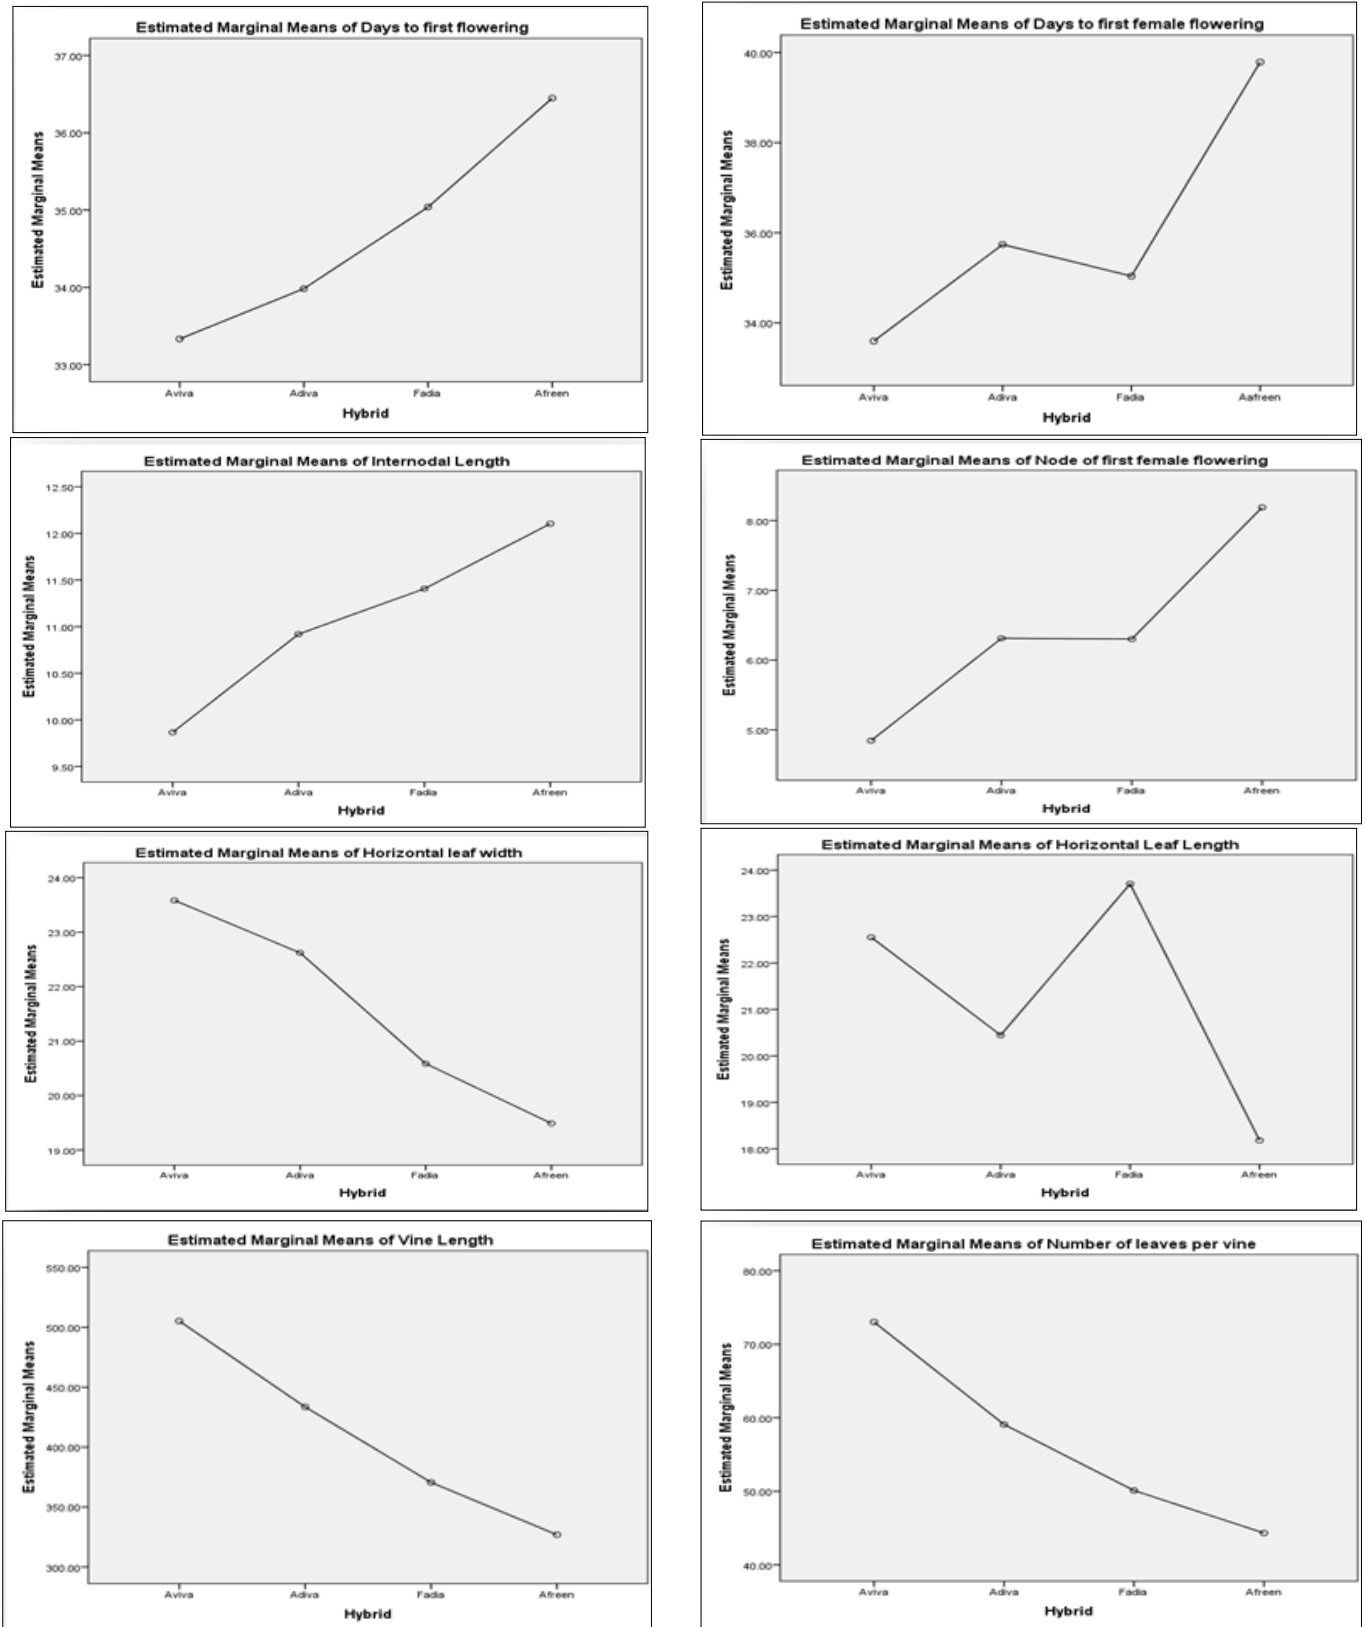 Estimated Marginal Means of Days to first flowering
Estimated Marginal Means
37.00
36.00
35.00
34.00
33.00
Aviva Adiva Fadia Afreen
Hybrid
Estimated Marginal Means of Days to first female flowering
Estimated Marginal Means
40.00
38.00
36.00
34.00
Aviva Adiva Fadia Aafreen
Hybrid
Estimated Marginal Means of Internodal Length
Estimated Marginal Means
12.50
12.00
11.50
11.00
10.50
10.00
9.50
Aviva Adiva Fadia Afreen
Hybrid
Estimated Marginal Means of Node of first female flowering
Estimated Marginal Means
8.00
7.00
6.00
5.00
Aviva Adiva Fadia Afreen
Hybrid
Estimated Marginal Means of Horizontal leaf width
Estimated Marginal Means
24.00
23.00
22.00
21.00
20.00
19.00
Aviva Adiva Fadia Afreen
Hybrid
Estimated Marginal Means of Horizontal Leaf Length
Estimated Marginal Means
24.00
23.00
22.00
21.00
20.00
19.00
18.00
Aviva Adiva Fadia Afreen
Hybrid
Estimated Marginal Means of Vine Length
Estimated Marginal Means
550.00
500.00
450.00
400.00
350.00
300.00
Aviva Adiva Fadia Afreen
Hybrid
Estimated Marginal Means of Number of leaves per vine
Estimated Marginal Means
80.00
70.00
60.00
50.00
40.00
Aviva Adiva Fadia Afreen
Hybrid